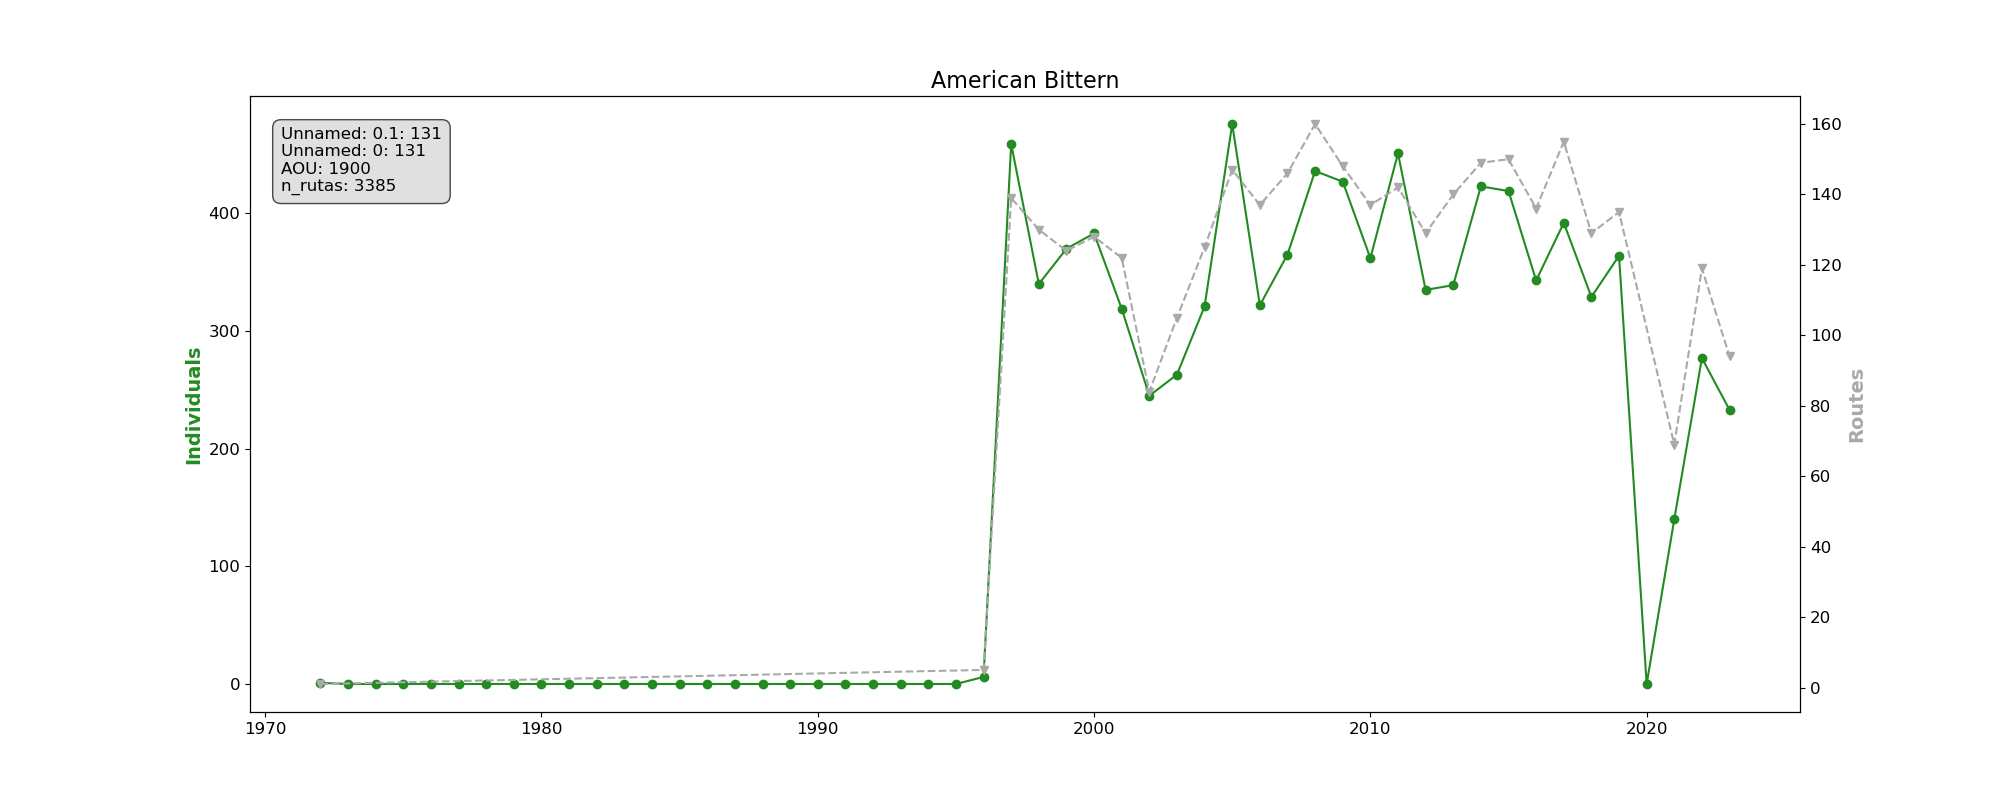 American Bittern
Unnamed: 0.1: 131
Unnamed: 0: 131
AOU: 1900
n_rutas: 3385
Individuals
400
300
200
100
0
160
140
120
100
80
60
40
20
0
Routes
1970 1980 1990 2000 2010 2020